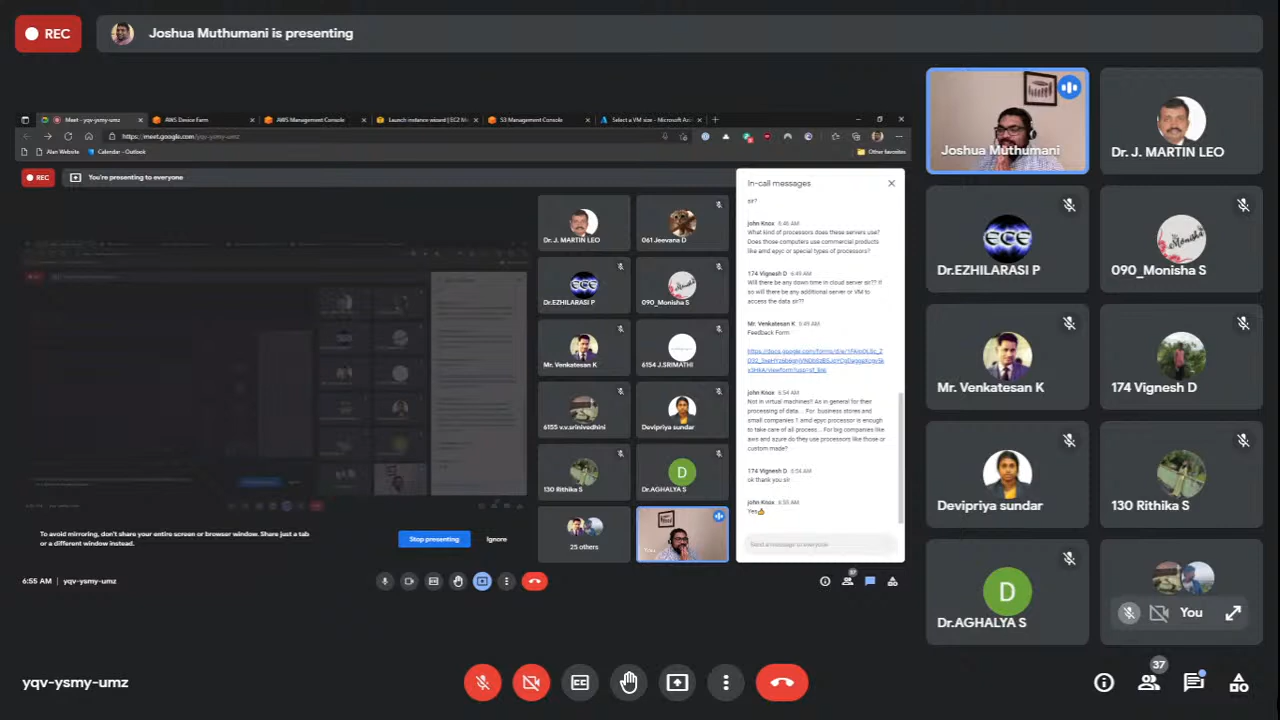 REC
Joshua Muthumani is presenting
Meet - yqv-ysmy-umz
AWS Device Farm
AWS Management Console
Launch instance wizard | EC2 M
S3 Management Console
Select a VM size - Microsoft Az
https://meet.google.com/yqv-ysmy-umz
Alan Website
Calendar - Outlook
Other favorites
REC
You're presenting to everyone
In-call messages
sir?
john Knox 6:46 AM
What kind of processors does these servers use?
Does those computers use commercial products
like amd epyc or special types of processors?
174 Vignesh D 6:49 AM
Will there be any down time in cloud server sir?? If
so will there be any additional server or VM to
access the data sir??
Mr. Venkatesan K 6:49 AM
Feedback Form
john Knox 6:54 AM
Not in virtual machines? As in general for their
processing of data... For business stores and
small companies 1 amd epyc processor is enough
to take care of all process... For big companies like
aws and azure do they use processors like those or
custom made?
174 Vignesh D 6:54 AM
ok thank you sir
john Knox 6:55 AM
Yes👍
Send a message to everyone
Dr. J. MARTIN LEO
061 Jeevana D
Dr.EZHILARASI P
090_Monisha S
Mr. Venkatesan K
6154 J.SRIMATHI
6155 v.v.srinivedhini
Devipriya sundar
130 Rithika S
D
Dr.AGHALYA S
25 others
You
To avoid mirroring, don't share your entire screen or browser window. Share just a tab
or a different window instead.
Stop presenting
Ignore
6:55 AM
yqv-ysmy-umz
37
Joshua Muthumani
Dr. J. MARTIN LEO
ECE
Dr.EZHILARASI P
Monisha
090_Monisha S
Mr. Venkatesan K
174 Vignesh D
Devipriya sundar
130 Rithika S
D
Dr.AGHALYA S
You
yqv-ysmy-umz
37